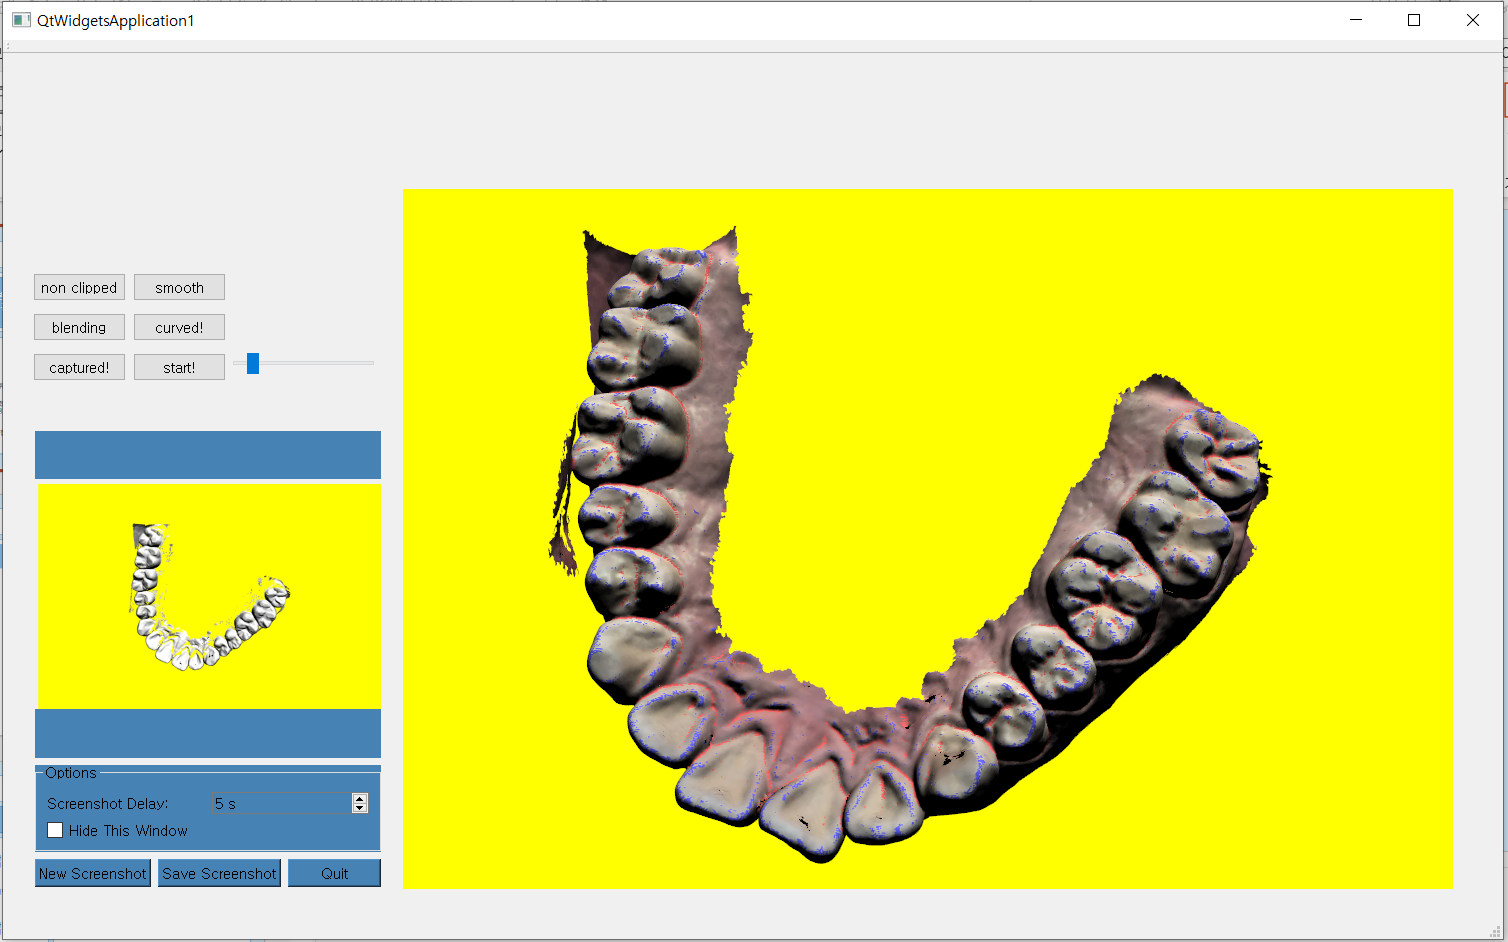 QtWidgetsApplication1
non clipped smooth
blending curved!
captured! start!
Options
Screenshot Delay: 5 s
Hide This Window
New Screenshot Save Screenshot Quit